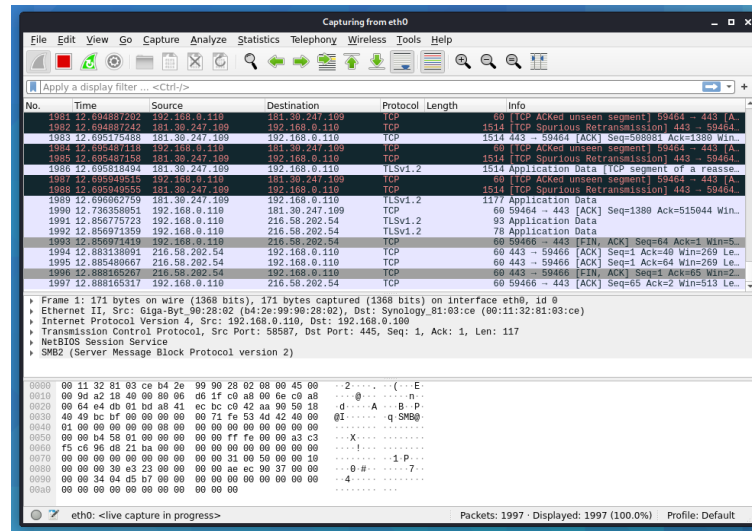 Capturing from eth0
File Edit View Go Capture Analyze Statistics Telephony Wireless Tools Help
Apply a display filter ... <Ctrl-/>
No. Time Source Destination Protocol Length Info
1981 12.694887202 192.168.0.110 181.30.247.109 TCP 60 [TCP ACKed unseen segment] 59464 → 443 [A…
1982 12.694887242 181.30.247.109 192.168.0.110 TCP 1514 [TCP Spurious Retransmission] 443 → 59464…
1983 12.695175488 181.30.247.109 192.168.0.110 TCP 1514 443 → 59464 [ACK] Seq=508081 Ack=1380 Win…
1984 12.695487118 192.168.0.110 181.30.247.109 TCP 60 [TCP ACKed unseen segment] 59464 → 443 [A…
1985 12.695487158 181.30.247.109 192.168.0.110 TCP 1514 [TCP Spurious Retransmission] 443 → 59464…
1986 12.695818494 181.30.247.109 192.168.0.110 TLSv1.2 1514 Application Data [TCP segment of a reasse…
1987 12.695949515 192.168.0.110 181.30.247.109 TCP 60 [TCP ACKed unseen segment] 59464 → 443 [A…
1988 12.695949555 181.30.247.109 192.168.0.110 TCP 1514 [TCP Spurious Retransmission] 443 → 59464…
1989 12.696062759 181.30.247.109 192.168.0.110 TLSv1.2 1177 Application Data
1990 12.736358051 192.168.0.110 181.30.247.109 TCP 60 59464 → 443 [ACK] Seq=1380 Ack=515044 Win…
1991 12.856775723 192.168.0.110 216.58.202.54 TLSv1.2 93 Application Data
1992 12.856971359 192.168.0.110 216.58.202.54 TLSv1.2 78 Application Data
1993 12.856971419 192.168.0.110 216.58.202.54 TCP 60 59466 → 443 [FIN, ACK] Seq=64 Ack=1 Win=5…
1994 12.883138091 216.58.202.54 192.168.0.110 TCP 60 443 → 59466 [ACK] Seq=1 Ack=40 Win=269 Le…
1995 12.885480667 216.58.202.54 192.168.0.110 TCP 60 443 → 59466 [ACK] Seq=1 Ack=64 Win=269 Le…
1996 12.888165267 216.58.202.54 192.168.0.110 TCP 60 443 → 59466 [FIN, ACK] Seq=1 Ack=65 Win=2…
1997 12.888165317 192.168.0.110 216.58.202.54 TCP 60 59466 → 443 [ACK] Seq=65 Ack=2 Win=513 Le…
Frame 1: 171 bytes on wire (1368 bits), 171 bytes captured (1368 bits) on interface eth0, id 0
Ethernet II, Src: Giga-Byt_90:28:02 (b4:2e:99:90:28:02), Dst: Synology_81:03:ce (00:11:32:81:03:ce)
Internet Protocol Version 4, Src: 192.168.0.110, Dst: 192.168.0.100
Transmission Control Protocol, Src Port: 58587, Dst Port: 445, Seq: 1, Ack: 1, Len: 117
NetBIOS Session Service
SMB2 (Server Message Block Protocol version 2)
0000 00 11 32 81 03 ce b4 2e 99 90 28 02 08 00 45 00 ··2····. ··(···E·
0010 00 9d a2 18 40 00 80 06 d6 1f c0 a8 00 6e c0 a8 ····@··· ·····n··
0020 00 64 e4 db 01 bd a8 41 ec bc c0 42 aa 90 50 18 ·d·····A ···B··P·
0030 40 49 bc bf 00 00 00 00 00 71 fe 53 4d 42 40 00 @I······ ·q·SMB@·
0040 01 00 00 00 00 00 08 00 00 00 00 00 00 00 08 00 ········ ········
0050 00 00 b4 58 01 00 00 00 00 00 ff fe 00 00 a3 c3 ···X···· ········
0060 f5 c6 96 d8 21 ba 00 00 00 00 00 00 00 00 00 00 ····!··· ········
0070 00 00 00 00 00 00 00 00 00 00 31 00 50 00 00 10 ········ ··1·P···
0080 00 00 00 30 e3 23 00 00 00 00 ae ec 90 37 00 00 ···0·#·· ·····7··
0090 00 00 34 04 d5 b7 00 00 00 00 00 00 00 00 00 00 ··4····· ········
00a0 00 00 00 00 00 00 00 00 00 00 00 ········ ···
eth0: <live capture in progress> Packets: 1997 · Displayed: 1997 (100.0%) Profile: Default